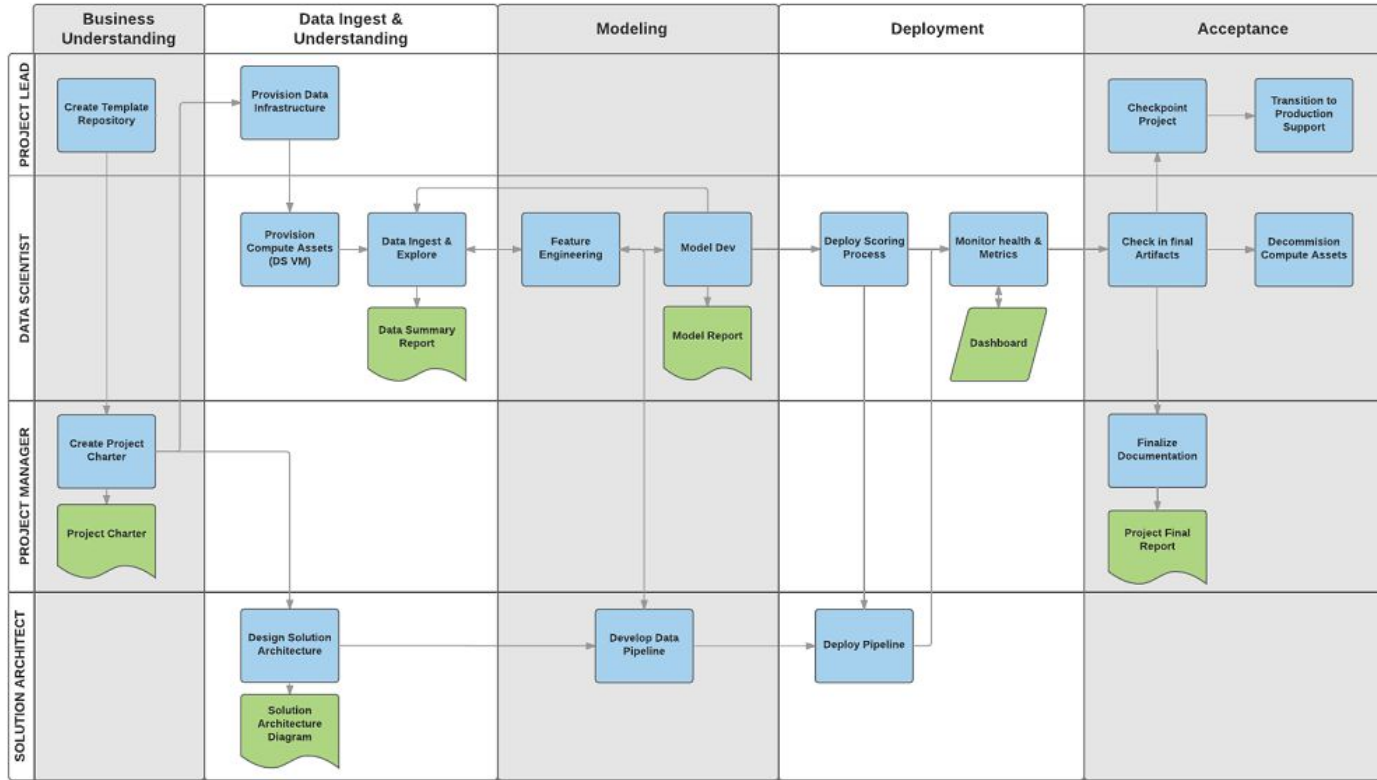 Business
Understanding
Data Ingest &
Understanding
Modeling
Deployment
Acceptance
PROJECT LEAD
Create Template
Repository
Provision Data
Infrastructure
Checkpoint
Project
Transition to
Production
Support
DATA SCIENTIST
Provision
Compute Assets
(DS VM)
Data Ingest &
Explore
Feature
Engineering
Model Dev
Deploy Scoring
Process
Monitor health &
Metrics
Check in final
Artifacts
Decommision
Compute Assets
Data Summary
Report
Model Report
Dashboard
PROJECT MANAGER
Create Project
Charter
Finalize
Documentation
Project Charter
Project Final
Report
SOLUTION ARCHITECT
Design Solution
Architecture
Develop Data
Pipeline
Deploy Pipeline
Solution
Architecture
Diagram